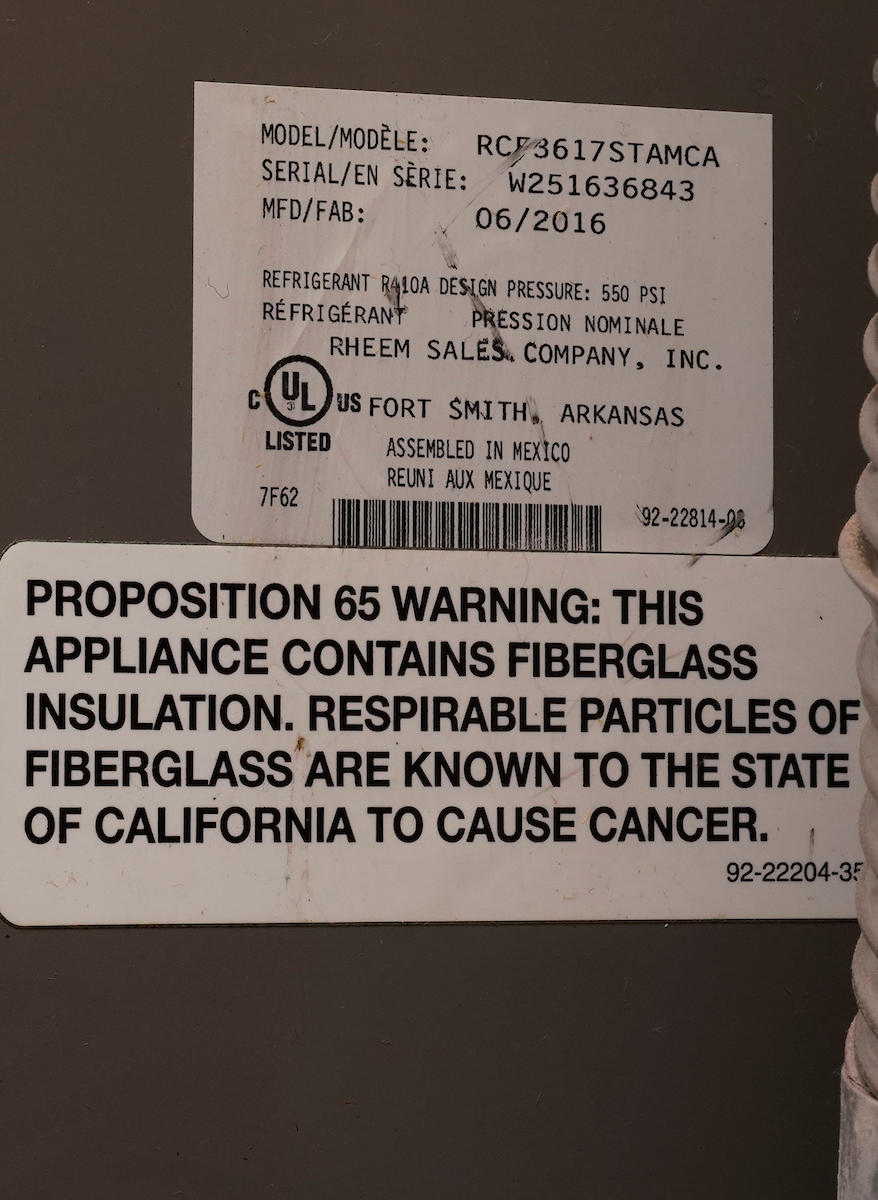 MODEL/MODÈLE: RCF3617STAMCA
SERIAL/EN SÈRIE: W251636843
MFD/FAB: 06/2016
REFRIGERANT R410A DESIGN PRESSURE: 550 PSI
RÉFRIGÉRANT PRESSION NOMINALE
RHEEM SALES COMPANY, INC.
C UL US FORT SMITH, ARKANSAS
LISTED ASSEMBLED IN MEXICO
REUNI AUX MEXIQUE
7F62
PROPOSITION 65 WARNING: THIS
APPLIANCE CONTAINS FIBERGLASS
INSULATION. RESPIRABLE PARTICLES OF
FIBERGLASS ARE KNOWN TO THE STATE
OF CALIFORNIA TO CAUSE CANCER.